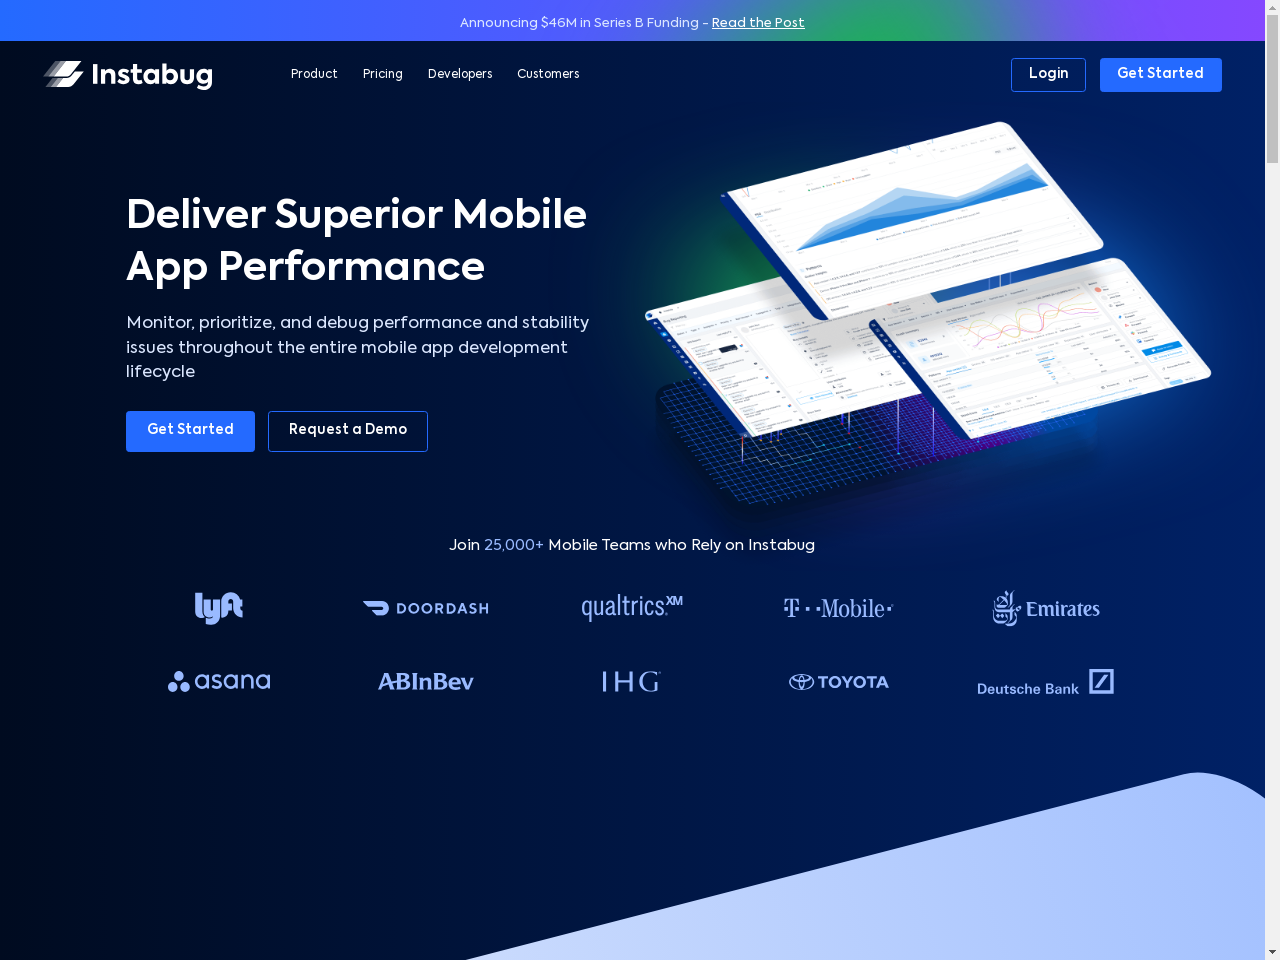 Announcing $46M in Series B Funding - Read the Post
Instabug
Product
Pricing
Developers
Customers
Login
Get Started
Deliver Superior Mobile
App Performance
Monitor, prioritize, and debug performance and stability
issues throughout the entire mobile app development
lifecycle
Get Started
Request a Demo
Join 25,000+ Mobile Teams who Rely on Instabug
lyft
DOORDASH
qualtrics XM
T Mobile
Emirates
asana
ABInBev
IHG
TOYOTA
Deutsche Bank